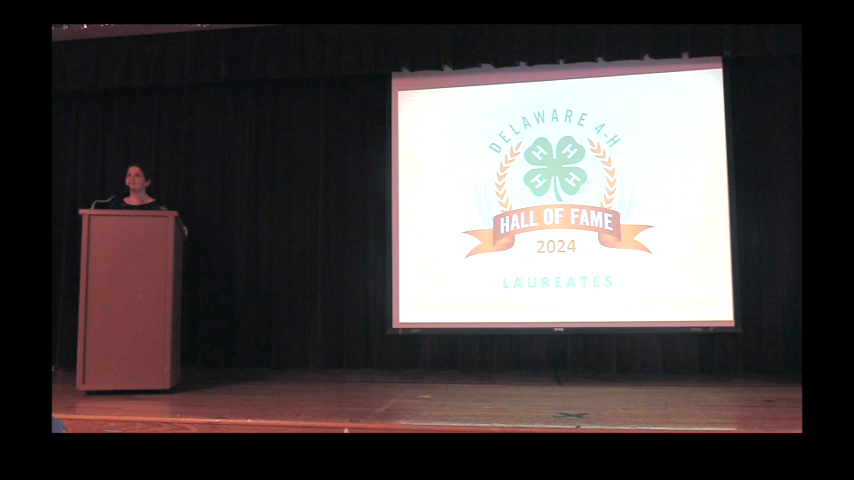 DELAWARE 4-H
H H
H H
HALL OF FAME
2024
LAUREATES